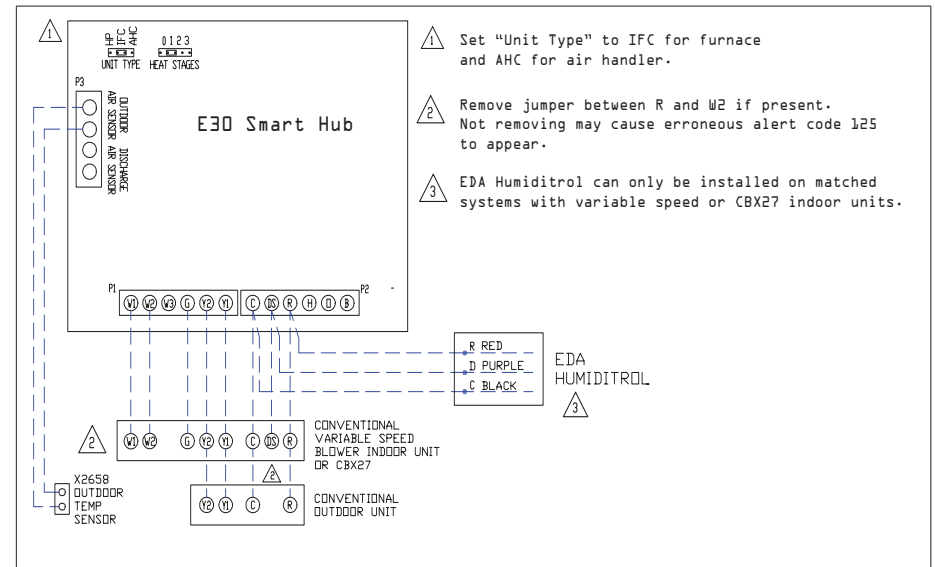 1
HP IFC AHC
0 1 2 3
UNIT TYPE HEAT STAGES
P3
OUTDOOR
AIR SENSOR
DISCHARGE
AIR SENSOR
E30 Smart Hub
1 Set “Unit Type” to IFC for furnace
and AHC for air handler.
2 Remove jumper between R and W2 if present.
Not removing may cause erroneous alert code 125
to appear.
3 EDA Humiditrol can only be installed on matched
systems with variable speed or CBX27 indoor units.
P1 W1 W2 W3 G Y2 Y1 C DS R H O B P2 -
R RED
D PURPLE
C BLACK
EDA
HUMIDITROL
3
2
W1 W2 G Y2 Y1 C DS R
CONVENTIONAL
VARIABLE SPEED
BLOWER INDOOR UNIT
OR CBX27
2
Y2 Y1 C R
CONVENTIONAL
OUTDOOR UNIT
X2658
OUTDOOR
TEMP
SENSOR